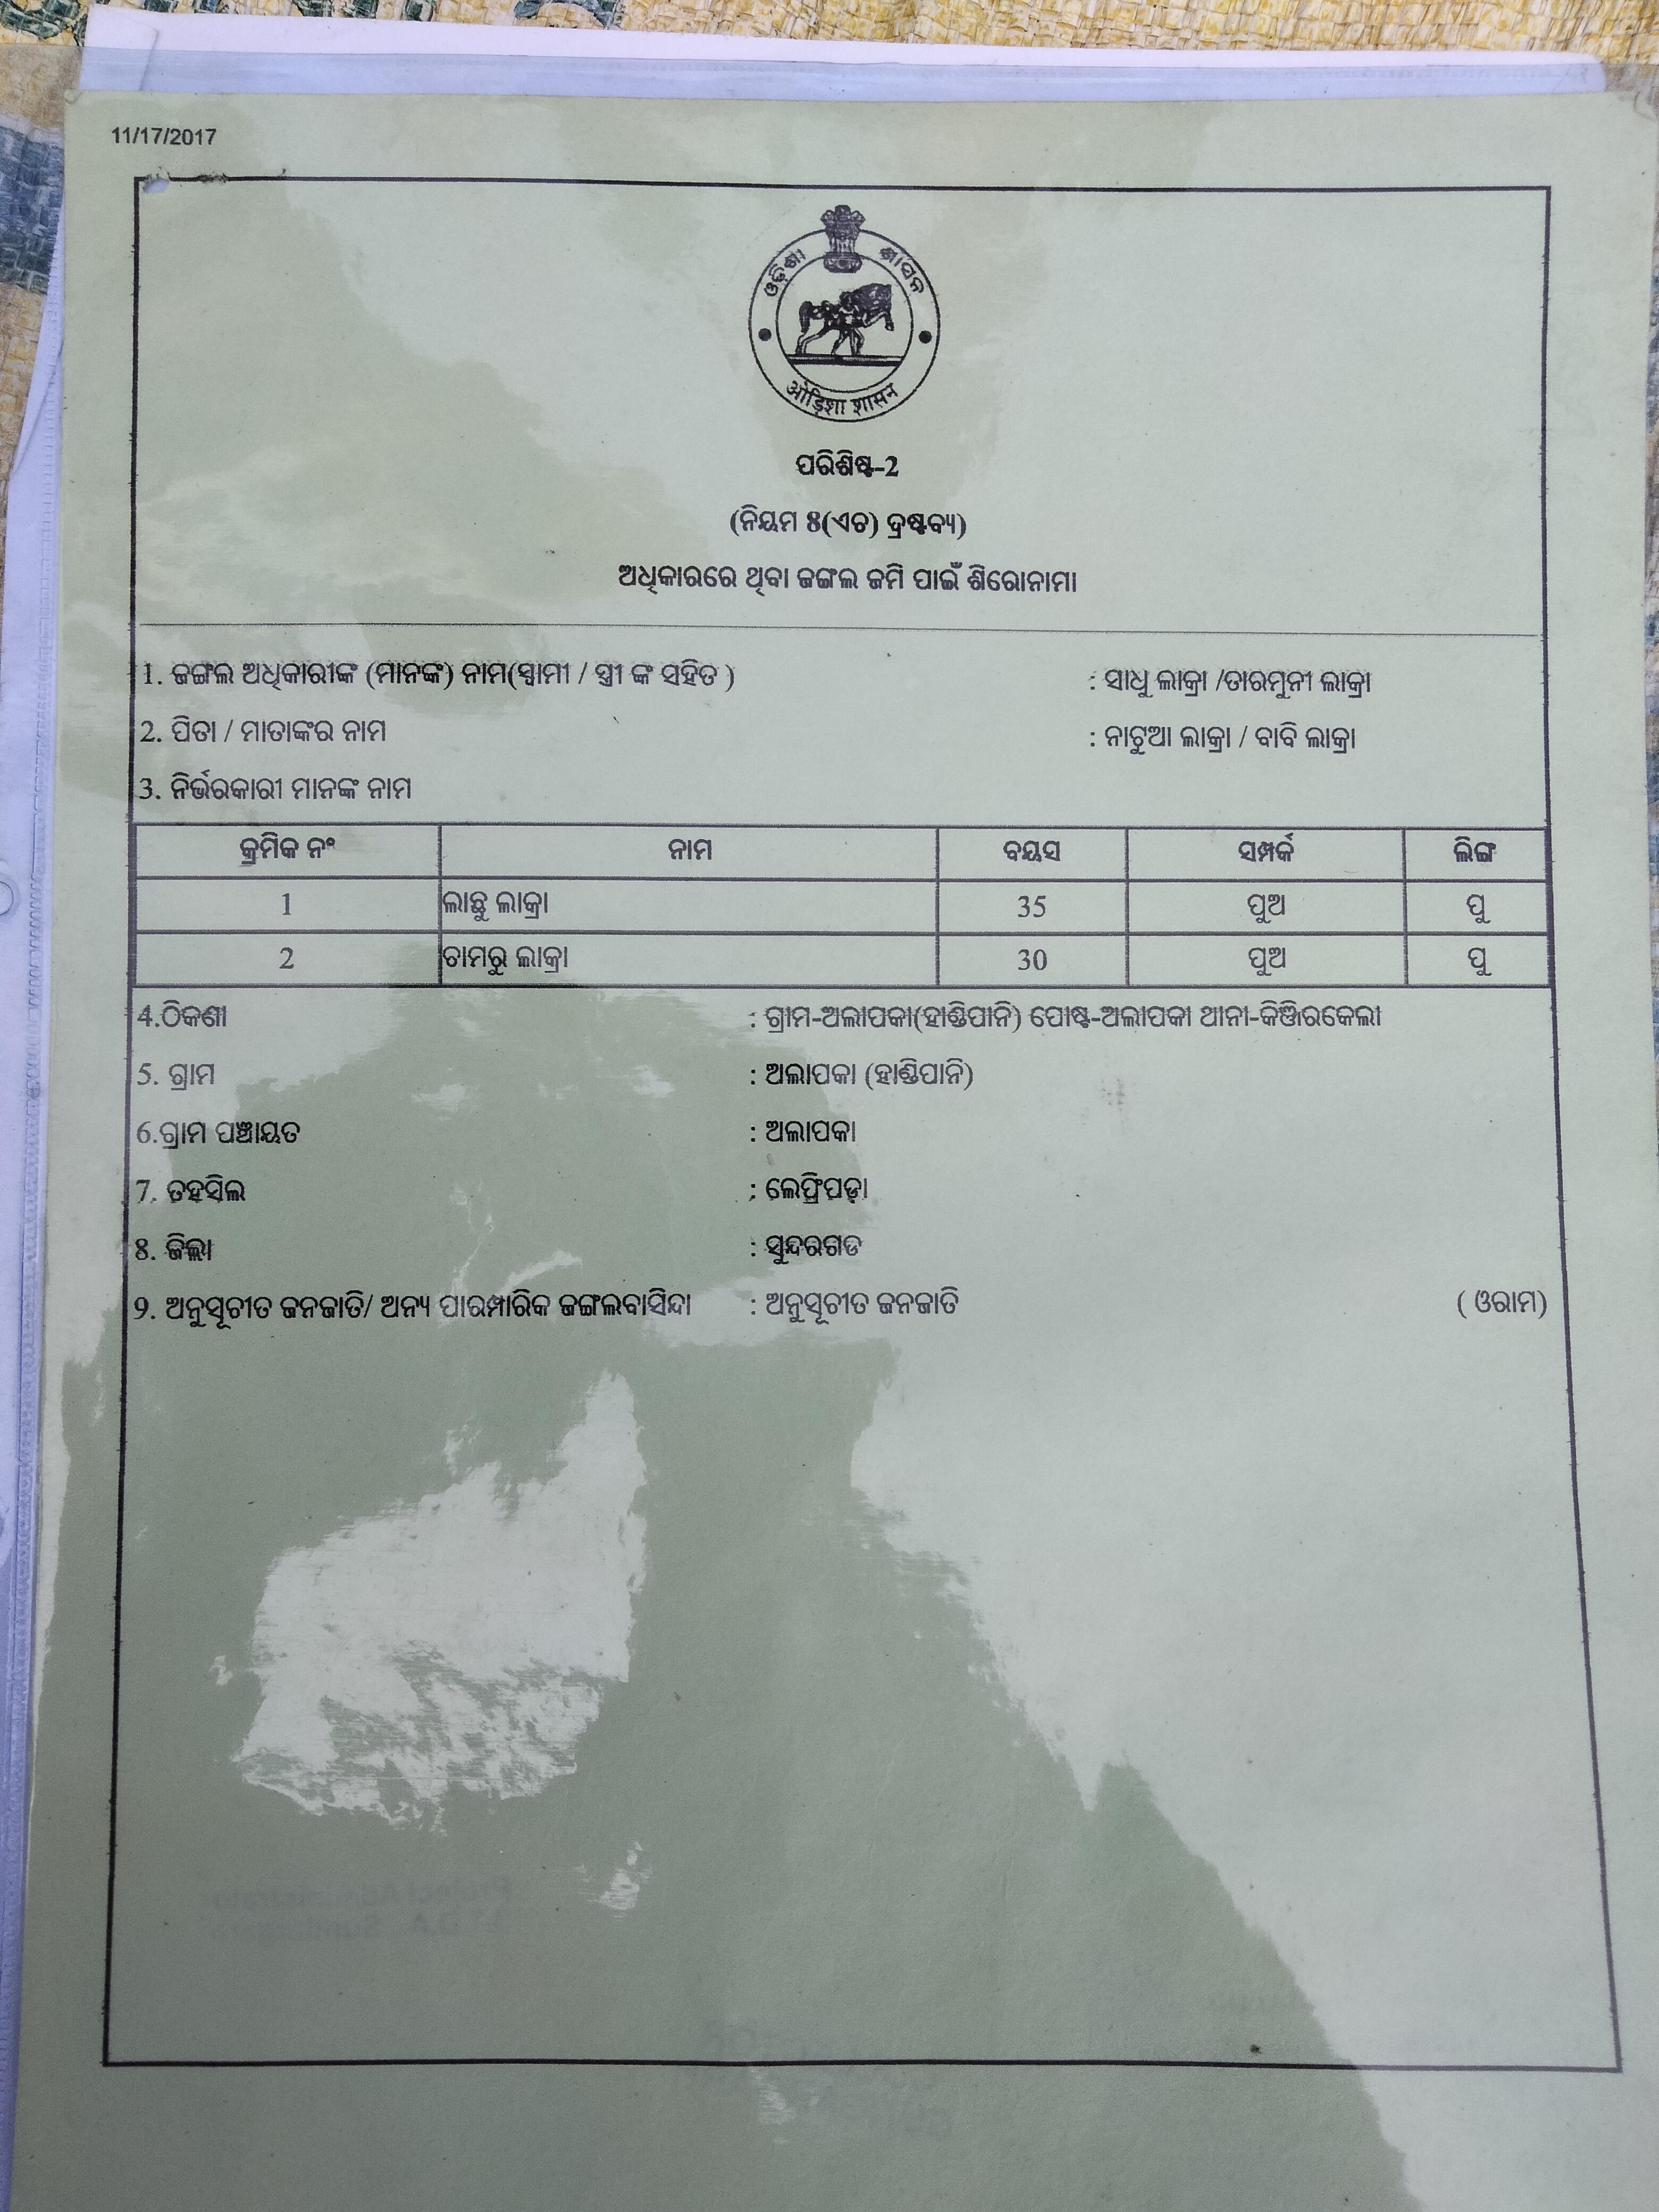 11/17/2017
ଓଡ଼ିଶା ଶାସନ
ओड़िशा शासन
ପରିଶିଷ୍ଟ-2
(ନିୟମ ୫(ଏଚ) ଦ୍ରଷ୍ଟବ୍ୟ)
ଅଧିକାରରେ ଥିବା ଜଙ୍ଗଲ ଜମି ପାଇଁ ଶିରୋନାମା
1. ଜଙ୍ଗଲ ଅଧିକାରୀଙ୍କ (ମାନଙ୍କ) ନାମ(ସ୍ୱାମୀ / ସ୍ତ୍ରୀ ଙ୍କ ସହିତ ) : ସାଧୁ ଲାକ୍ରା /ତାରମୁନୀ ଲାକ୍ରା
2. ପିତା / ମାତାଙ୍କର ନାମ : ନାଟୁଆ ଲାକ୍ରା / ବାବି ଲାକ୍ରା
3. ନିର୍ଭରକାରୀ ମାନଙ୍କ ନାମ
କ୍ରମିକ ନଂ ନାମ ବୟସ ସମ୍ପର୍କ ଲିଙ୍ଗ
1 ଲାଛୁ ଲାକ୍ରା 35 ପୁଅ ପୁ
2 ଚାମରୁ ଲାକ୍ରା 30 ପୁଅ ପୁ
4.ଠିକଣା : ଗ୍ରାମ-ଅଲାପକା(ହାଣ୍ଡିପାନି) ପୋଷ୍ଟ-ଅଲାପକା ଥାନା-କିଞ୍ଜିରକେଲା
5. ଗ୍ରାମ : ଅଲାପକା (ହାଣ୍ଡିପାନି)
6.ଗ୍ରାମ ପଞ୍ଚାୟତ : ଅଲାପକା
7. ତହସିଲ : ଲେଫ୍ରିପଡ଼ା
8. ଜିଲ୍ଲା : ସୁନ୍ଦରଗଡ
9. ଅନୁସୂଚୀତ ଜନଜାତି/ ଅନ୍ୟ ପାରମ୍ପାରିକ ଜଙ୍ଗଲବାସିନ୍ଦା : ଅନୁସୂଚୀତ ଜନଜାତି ( ଓରାମ)